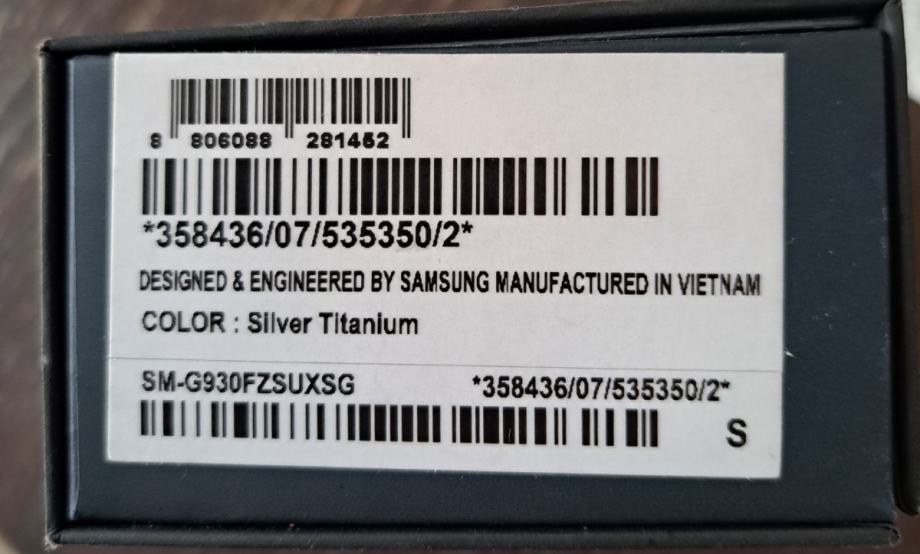 8 806088 281452
*358436/07/535350/2*
DESIGNED & ENGINEERED BY SAMSUNG MANUFACTURED IN VIETNAM
COLOR : Silver Titanium
SM-G930FZSUXSG *358436/07/535350/2*
S